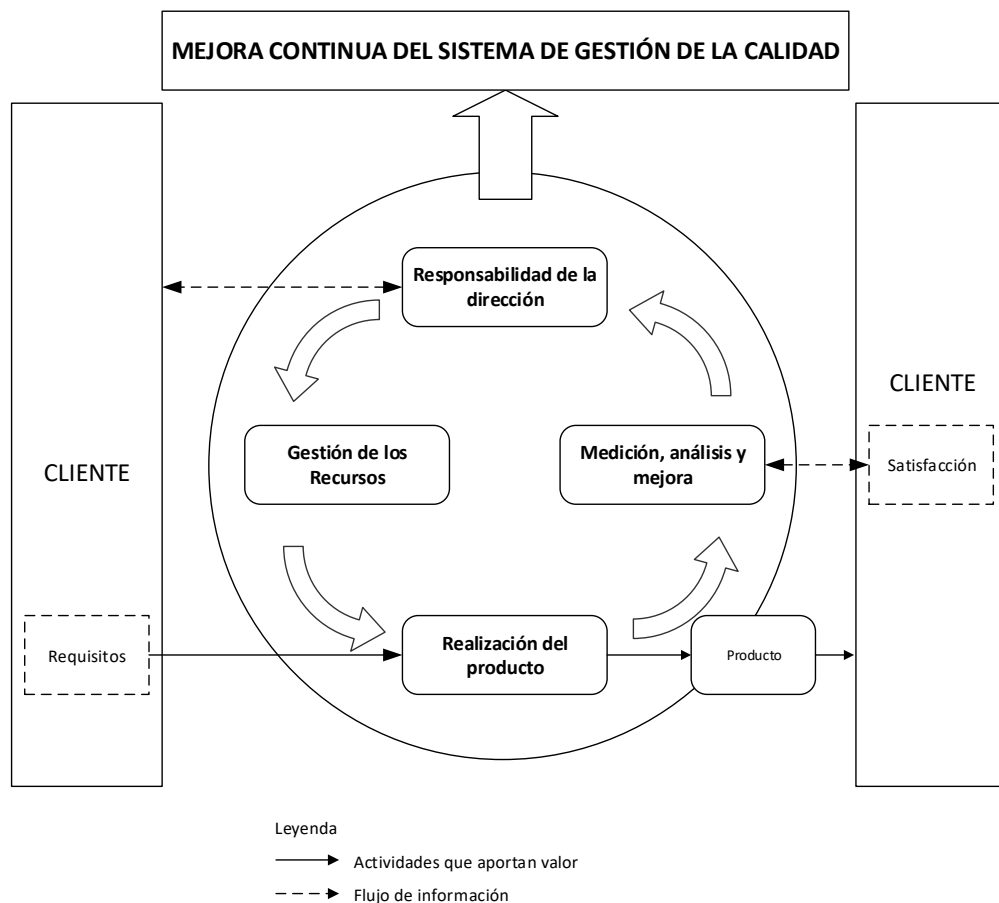 MEJORA CONTINUA DEL SISTEMA DE GESTIÓN DE LA CALIDAD
Responsabilidad de la
dirección
CLIENTE
CLIENTE
Gestión de los
Recursos
Medición, análisis y
mejora
Satisfacción
Requisitos
Realización del
producto
Producto
Leyenda
Actividades que aportan valor
Flujo de información